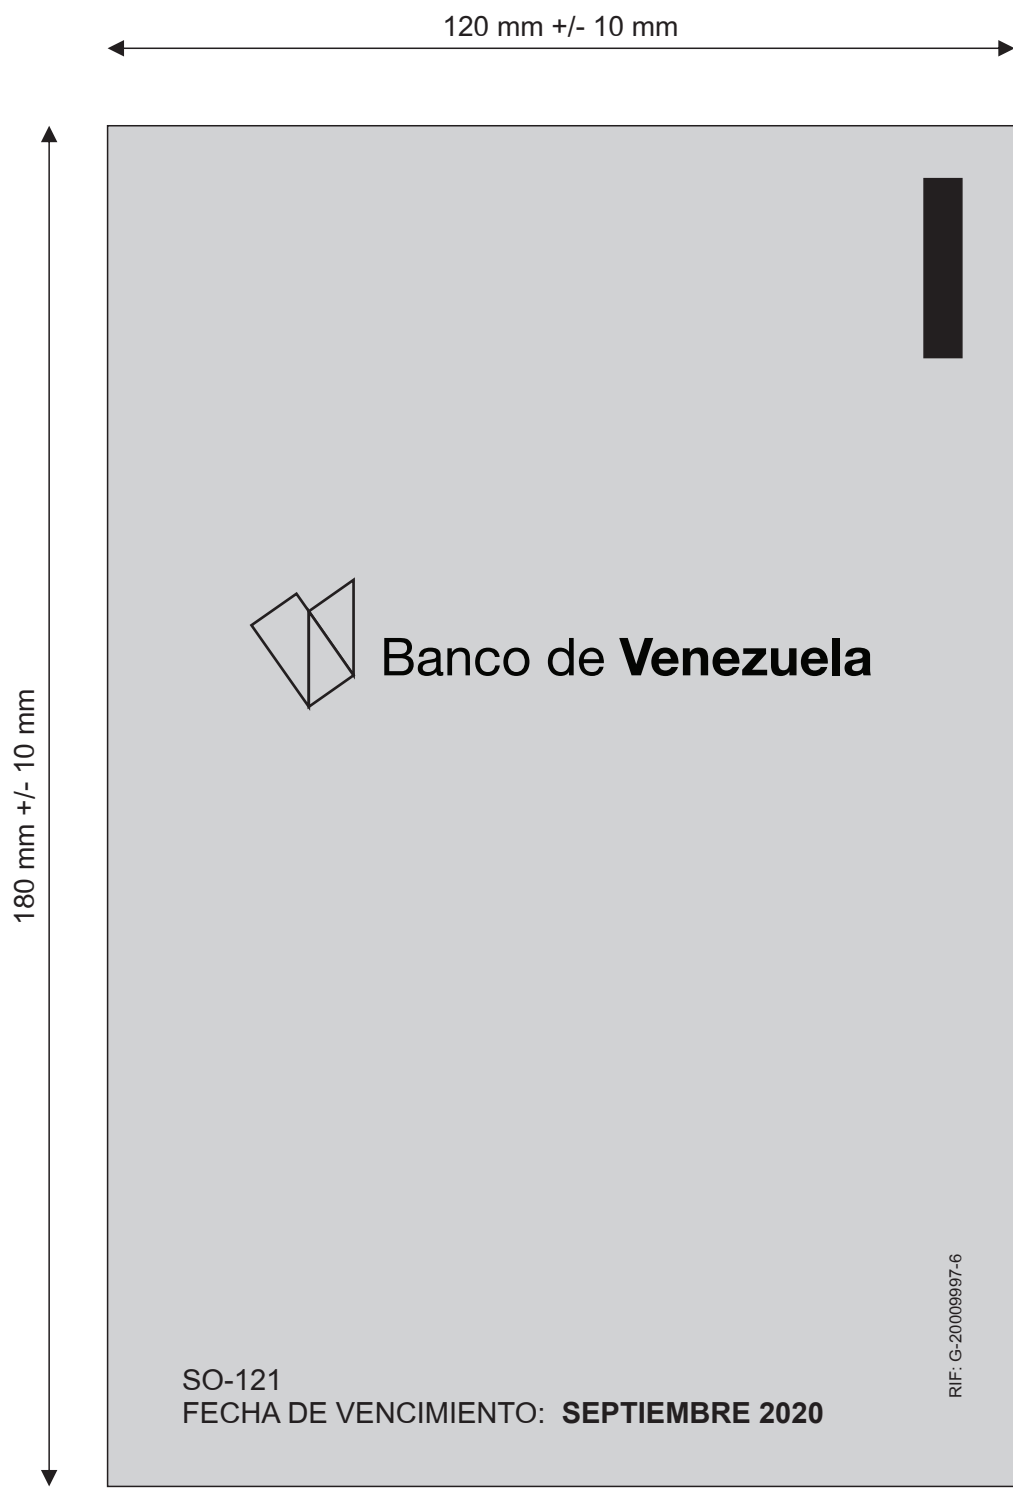 120 mm +/- 10 mm
180 mm +/- 10 mm
Banco de Venezuela
RIF: G-20009997-6
SO-121
FECHA DE VENCIMIENTO: SEPTIEMBRE 2020